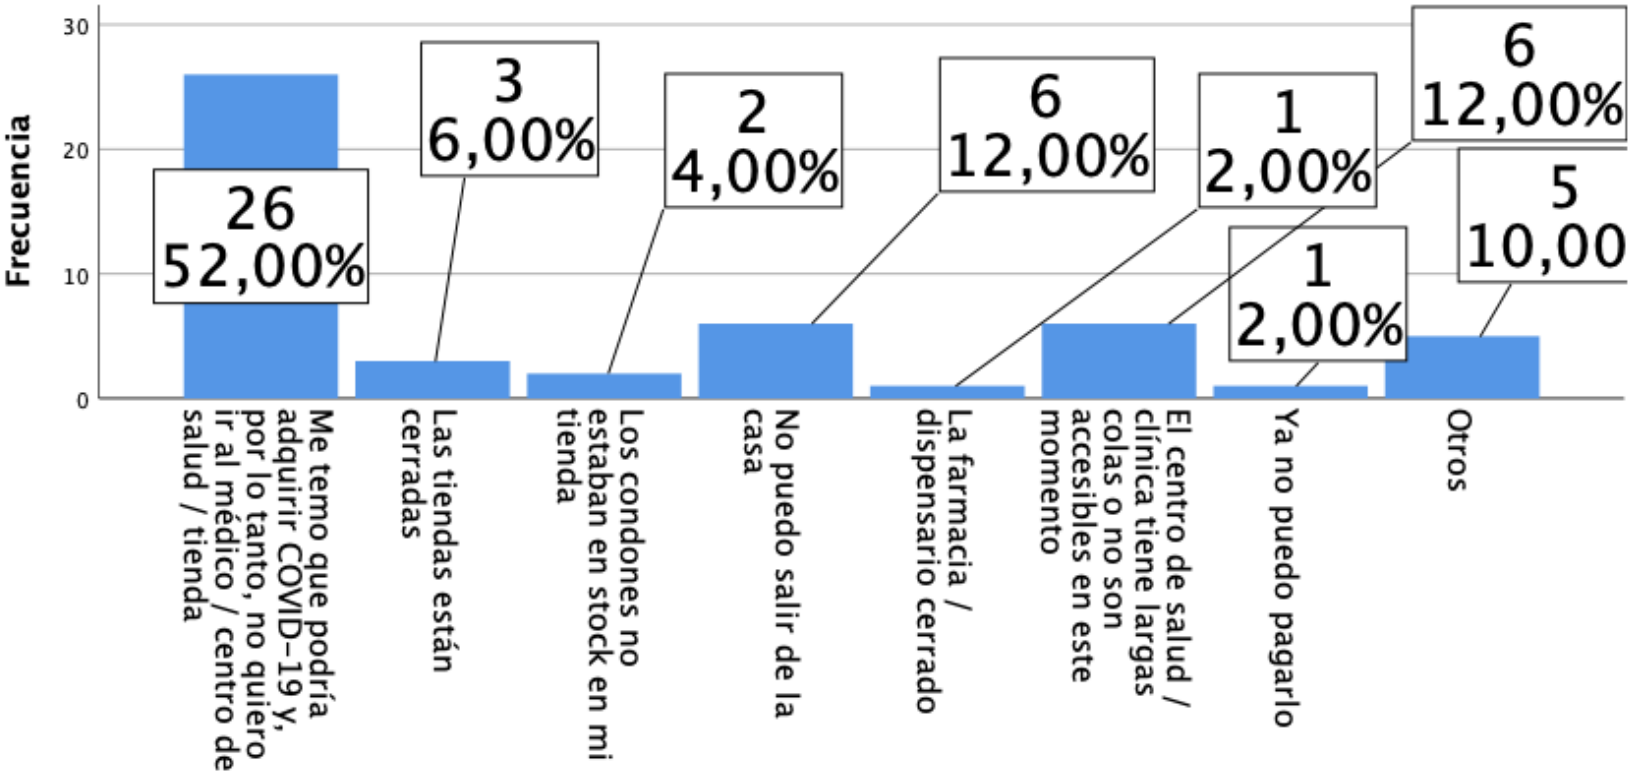 Frecuencia
30
20
10
0
26
52,00%
3
6,00%
2
4,00%
6
12,00%
1
2,00%
6
12,00%
1
2,00%
5
10,00
Me temo que podría
adquirir COVID-19 y,
por lo tanto, no quiero
ir al médico / centro de
salud / tienda
Las tiendas están
cerradas
Los condones no
estaban en stock en mi
tienda
No puedo salir de la
casa
La farmacia /
dispensario cerrado
El centro de salud /
clínica tiene largas
colas o no son
accesibles en este
momento
Ya no puedo pagarlo
Otros